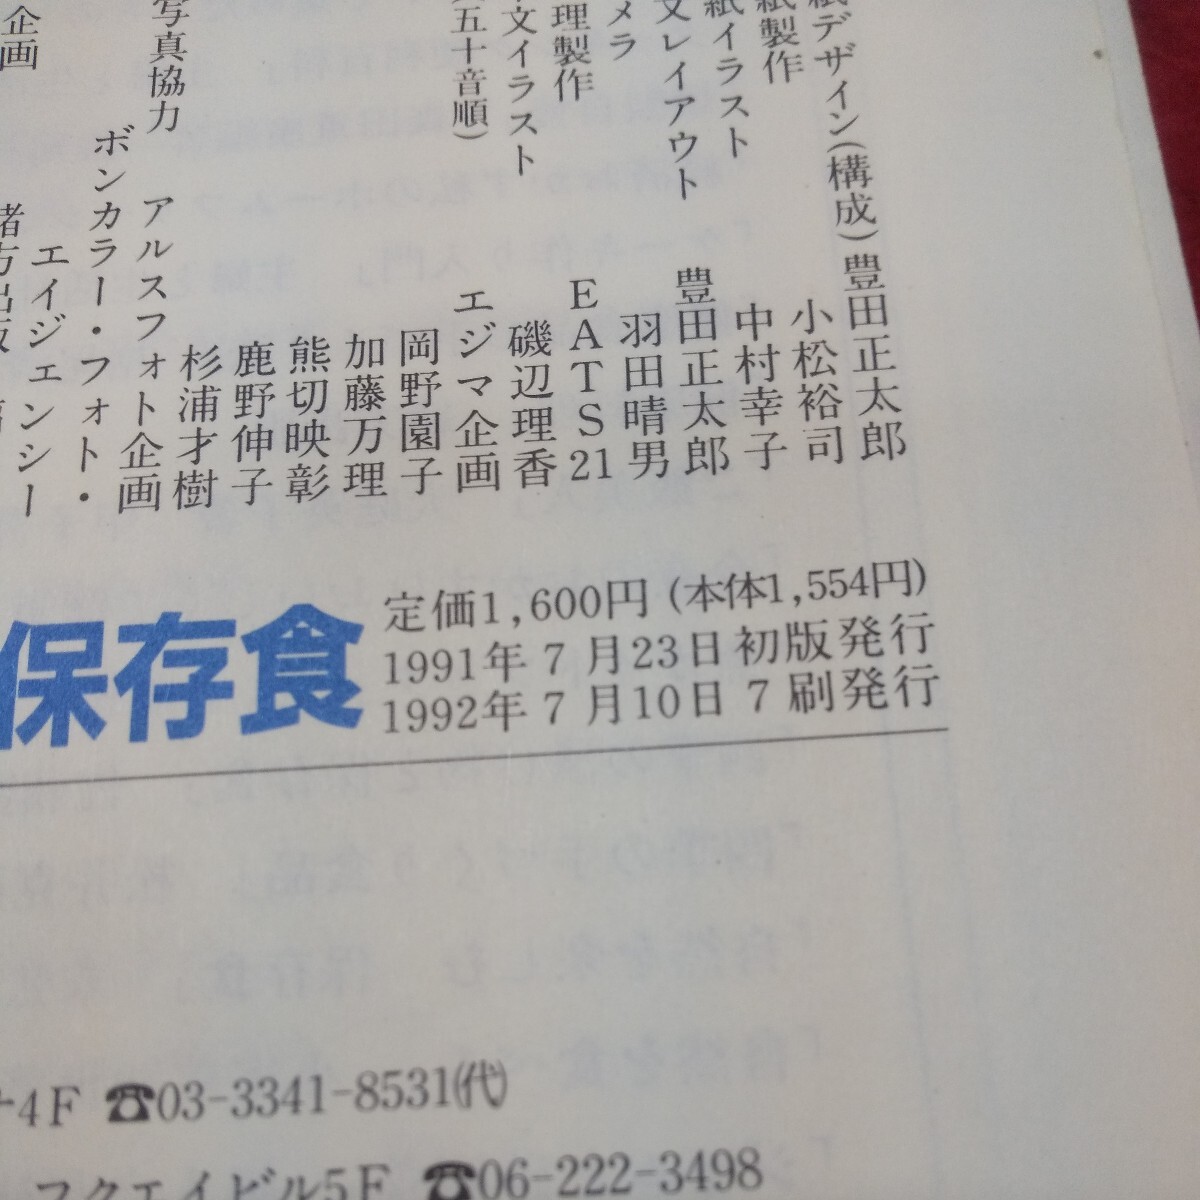 紙デザイン(構成) 豊田正太郎
紙製作 小松裕司
紙イラスト 中村幸子
文レイアウト 豊田正太郎
メラ 羽田晴男
理製作 EATS21
文イラスト 磯辺理香
五十音順) エジマ企画
岡野園子
加藤万理
熊切映彰
鹿野伸子
杉浦才樹
写真協力 アルスフォト企画
ボンカラー・フォト・
エイジェンシー
企画 緒方出版
保存食
定価1,600円 (本体1,554円)
1991年 7 月23日 初版発行
1992年 7 月10日 7 刷発行
4F ☎03-3341-8531㈹
フクエイビル5F ☎06-222-3498